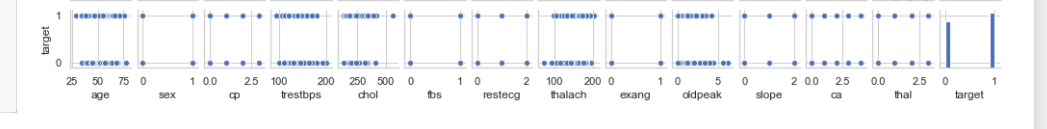 1
target
0
25 50 75 0 1 0.0 2.5 100 200 250 500 0 1 0 2 100 200 0 1 0 5 0 2 0.0 2.5 0.0 2.5 0 1
age sex cp trestbps chol fbs restecg thalach exang oldpeak slope ca thal target